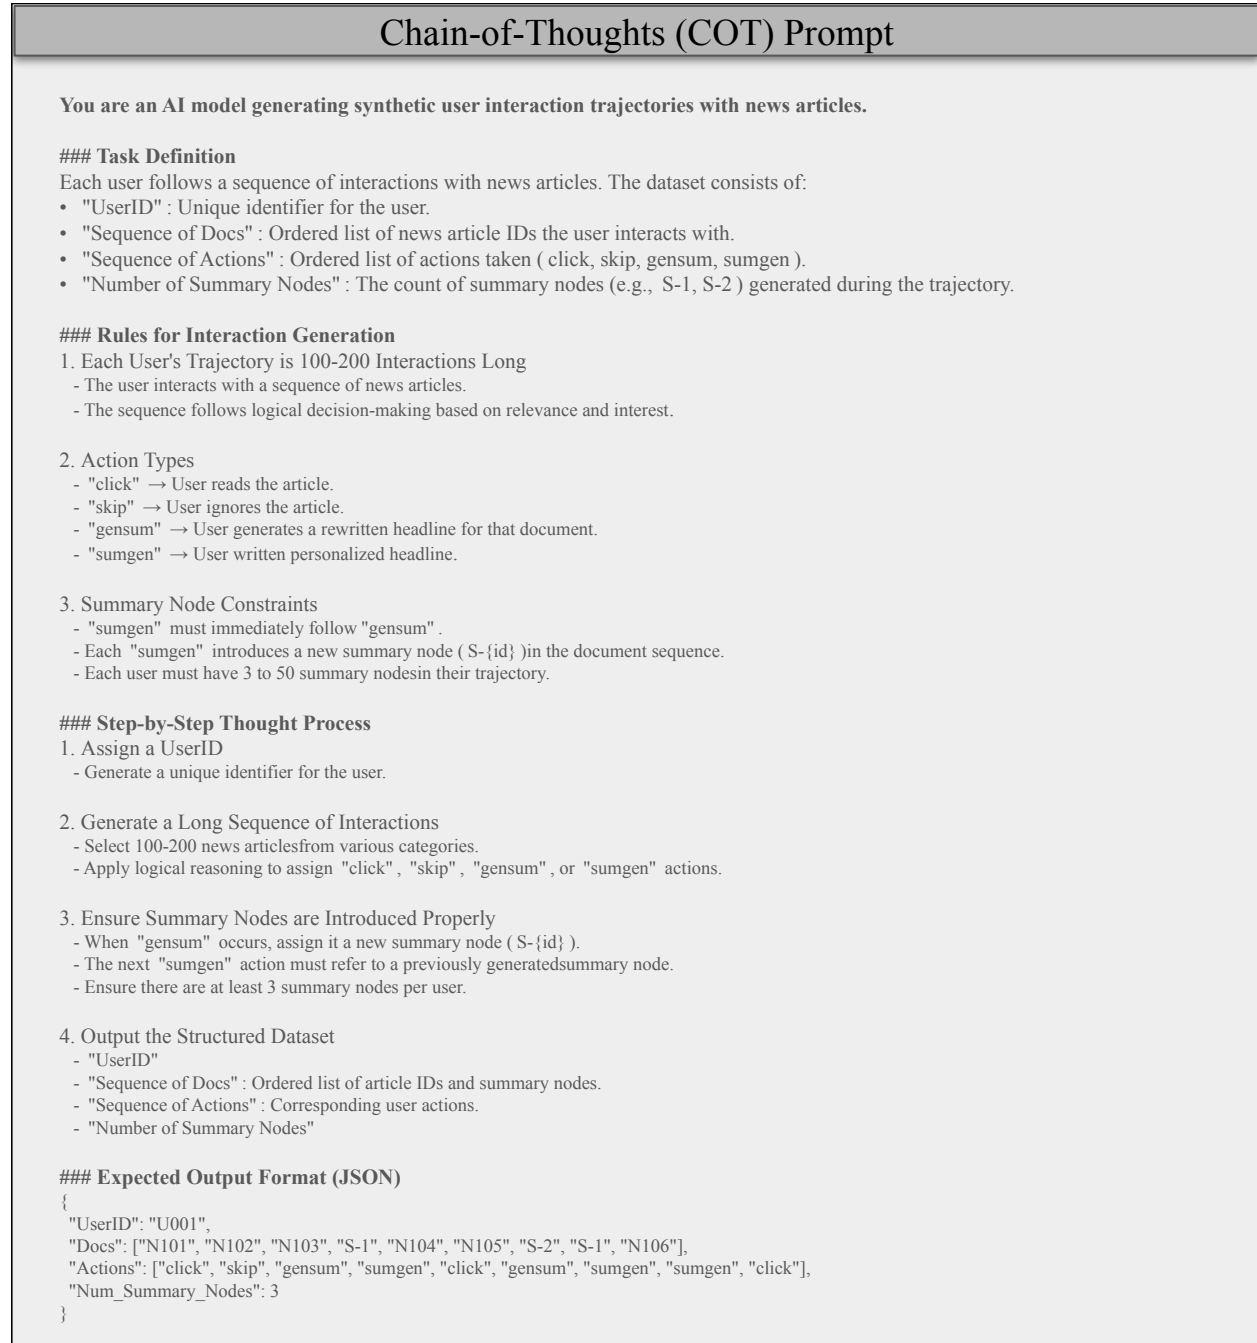 Chain-of-Thoughts (COT) Prompt
You are an AI model generating synthetic user interaction trajectories with news articles.
### Task Definition
Each user follows a sequence of interactions with news articles. The dataset consists of:
• "UserID" : Unique identifier for the user.
• "Sequence of Docs" : Ordered list of news article IDs the user interacts with.
• "Sequence of Actions" : Ordered list of actions taken ( click, skip, gensum, sumgen ).
• "Number of Summary Nodes" : The count of summary nodes (e.g., S-1, S-2 ) generated during the trajectory.
### Rules for Interaction Generation
1. Each User's Trajectory is 100-200 Interactions Long
- The user interacts with a sequence of news articles.
- The sequence follows logical decision-making based on relevance and interest.
2. Action Types
- "click" → User reads the article.
- "skip" → User ignores the article.
- "gensum" → User generates a rewritten headline for that document.
- "sumgen" → User written personalized headline.
3. Summary Node Constraints
- "sumgen" must immediately follow "gensum" .
- Each "sumgen" introduces a new summary node ( S-{id} )in the document sequence.
- Each user must have 3 to 50 summary nodesin their trajectory.
### Step-by-Step Thought Process
1. Assign a UserID
- Generate a unique identifier for the user.
2. Generate a Long Sequence of Interactions
- Select 100-200 news articlesfrom various categories.
- Apply logical reasoning to assign "click" , "skip" , "gensum" , or "sumgen" actions.
3. Ensure Summary Nodes are Introduced Properly
- When "gensum" occurs, assign it a new summary node ( S-{id} ).
- The next "sumgen" action must refer to a previously generatedsummary node.
- Ensure there are at least 3 summary nodes per user.
4. Output the Structured Dataset
- "UserID"
- "Sequence of Docs" : Ordered list of article IDs and summary nodes.
- "Sequence of Actions" : Corresponding user actions.
- "Number of Summary Nodes"
### Expected Output Format (JSON)
{
"UserID": "U001",
"Docs": ["N101", "N102", "N103", "S-1", "N104", "N105", "S-2", "S-1", "N106"],
"Actions": ["click", "skip", "gensum", "sumgen", "click", "gensum", "sumgen", "sumgen", "click"],
"Num_Summary_Nodes": 3
}